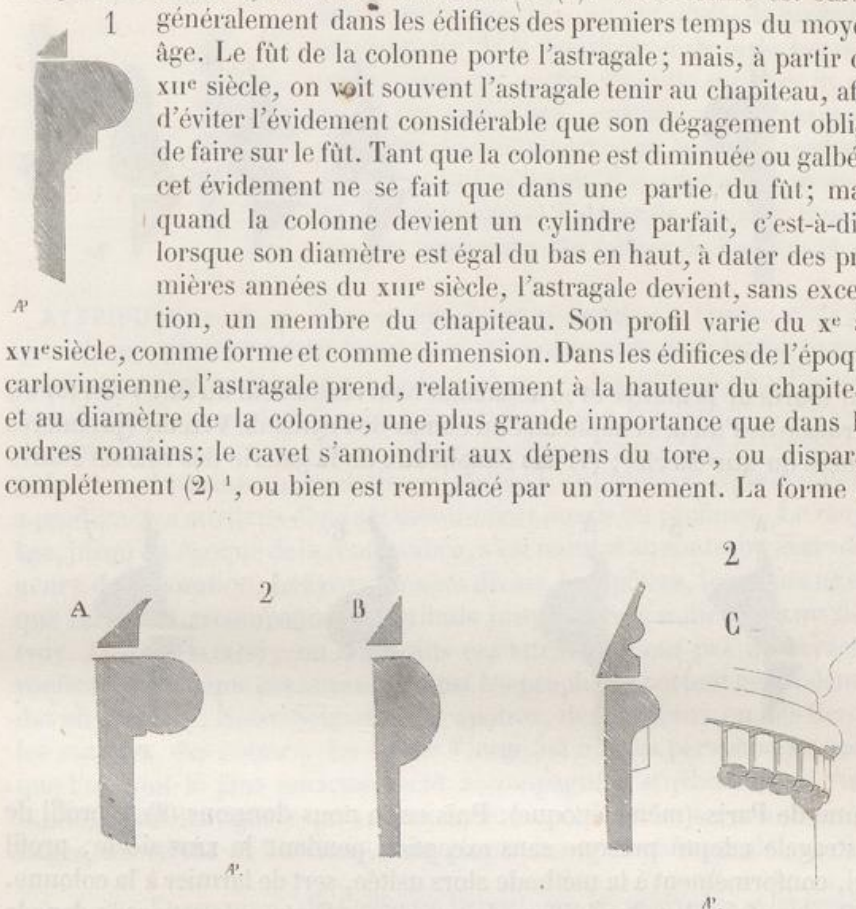 1
généralement dans les édifices des premiers temps du moye
âge. Le fût de la colonne porte l'astragale; mais, à partir d
XIIe siècle, on voit souvent l'astragale tenir au chapiteau, af
d'éviter l'évidement considérable que son dégagement obli
de faire sur le fût. Tant que la colonne est diminuée ou galbé
cet évidement ne se fait que dans une partie du fût; ma
quand la colonne devient un cylindre parfait, c'est-à-di
lorsque son diamètre est égal du bas en haut, à dater des pr
mières années du XIIIe siècle, l'astragale devient, sans excep
A'
tion, un membre du chapiteau. Son profil varie du Xe a
XVIe siècle, comme forme et comme dimension. Dans les édifices de l'époq
carlovingienne, l'astragale prend, relativement à la hauteur du chapite
et au diamètre de la colonne, une plus grande importance que dans l
ordres romains; le cavet s'amoindrit aux dépens du tore, ou dispar
complétement (2) 1, ou bien est remplacé par un ornement. La forme
2
A 2 B
C
A'
A'